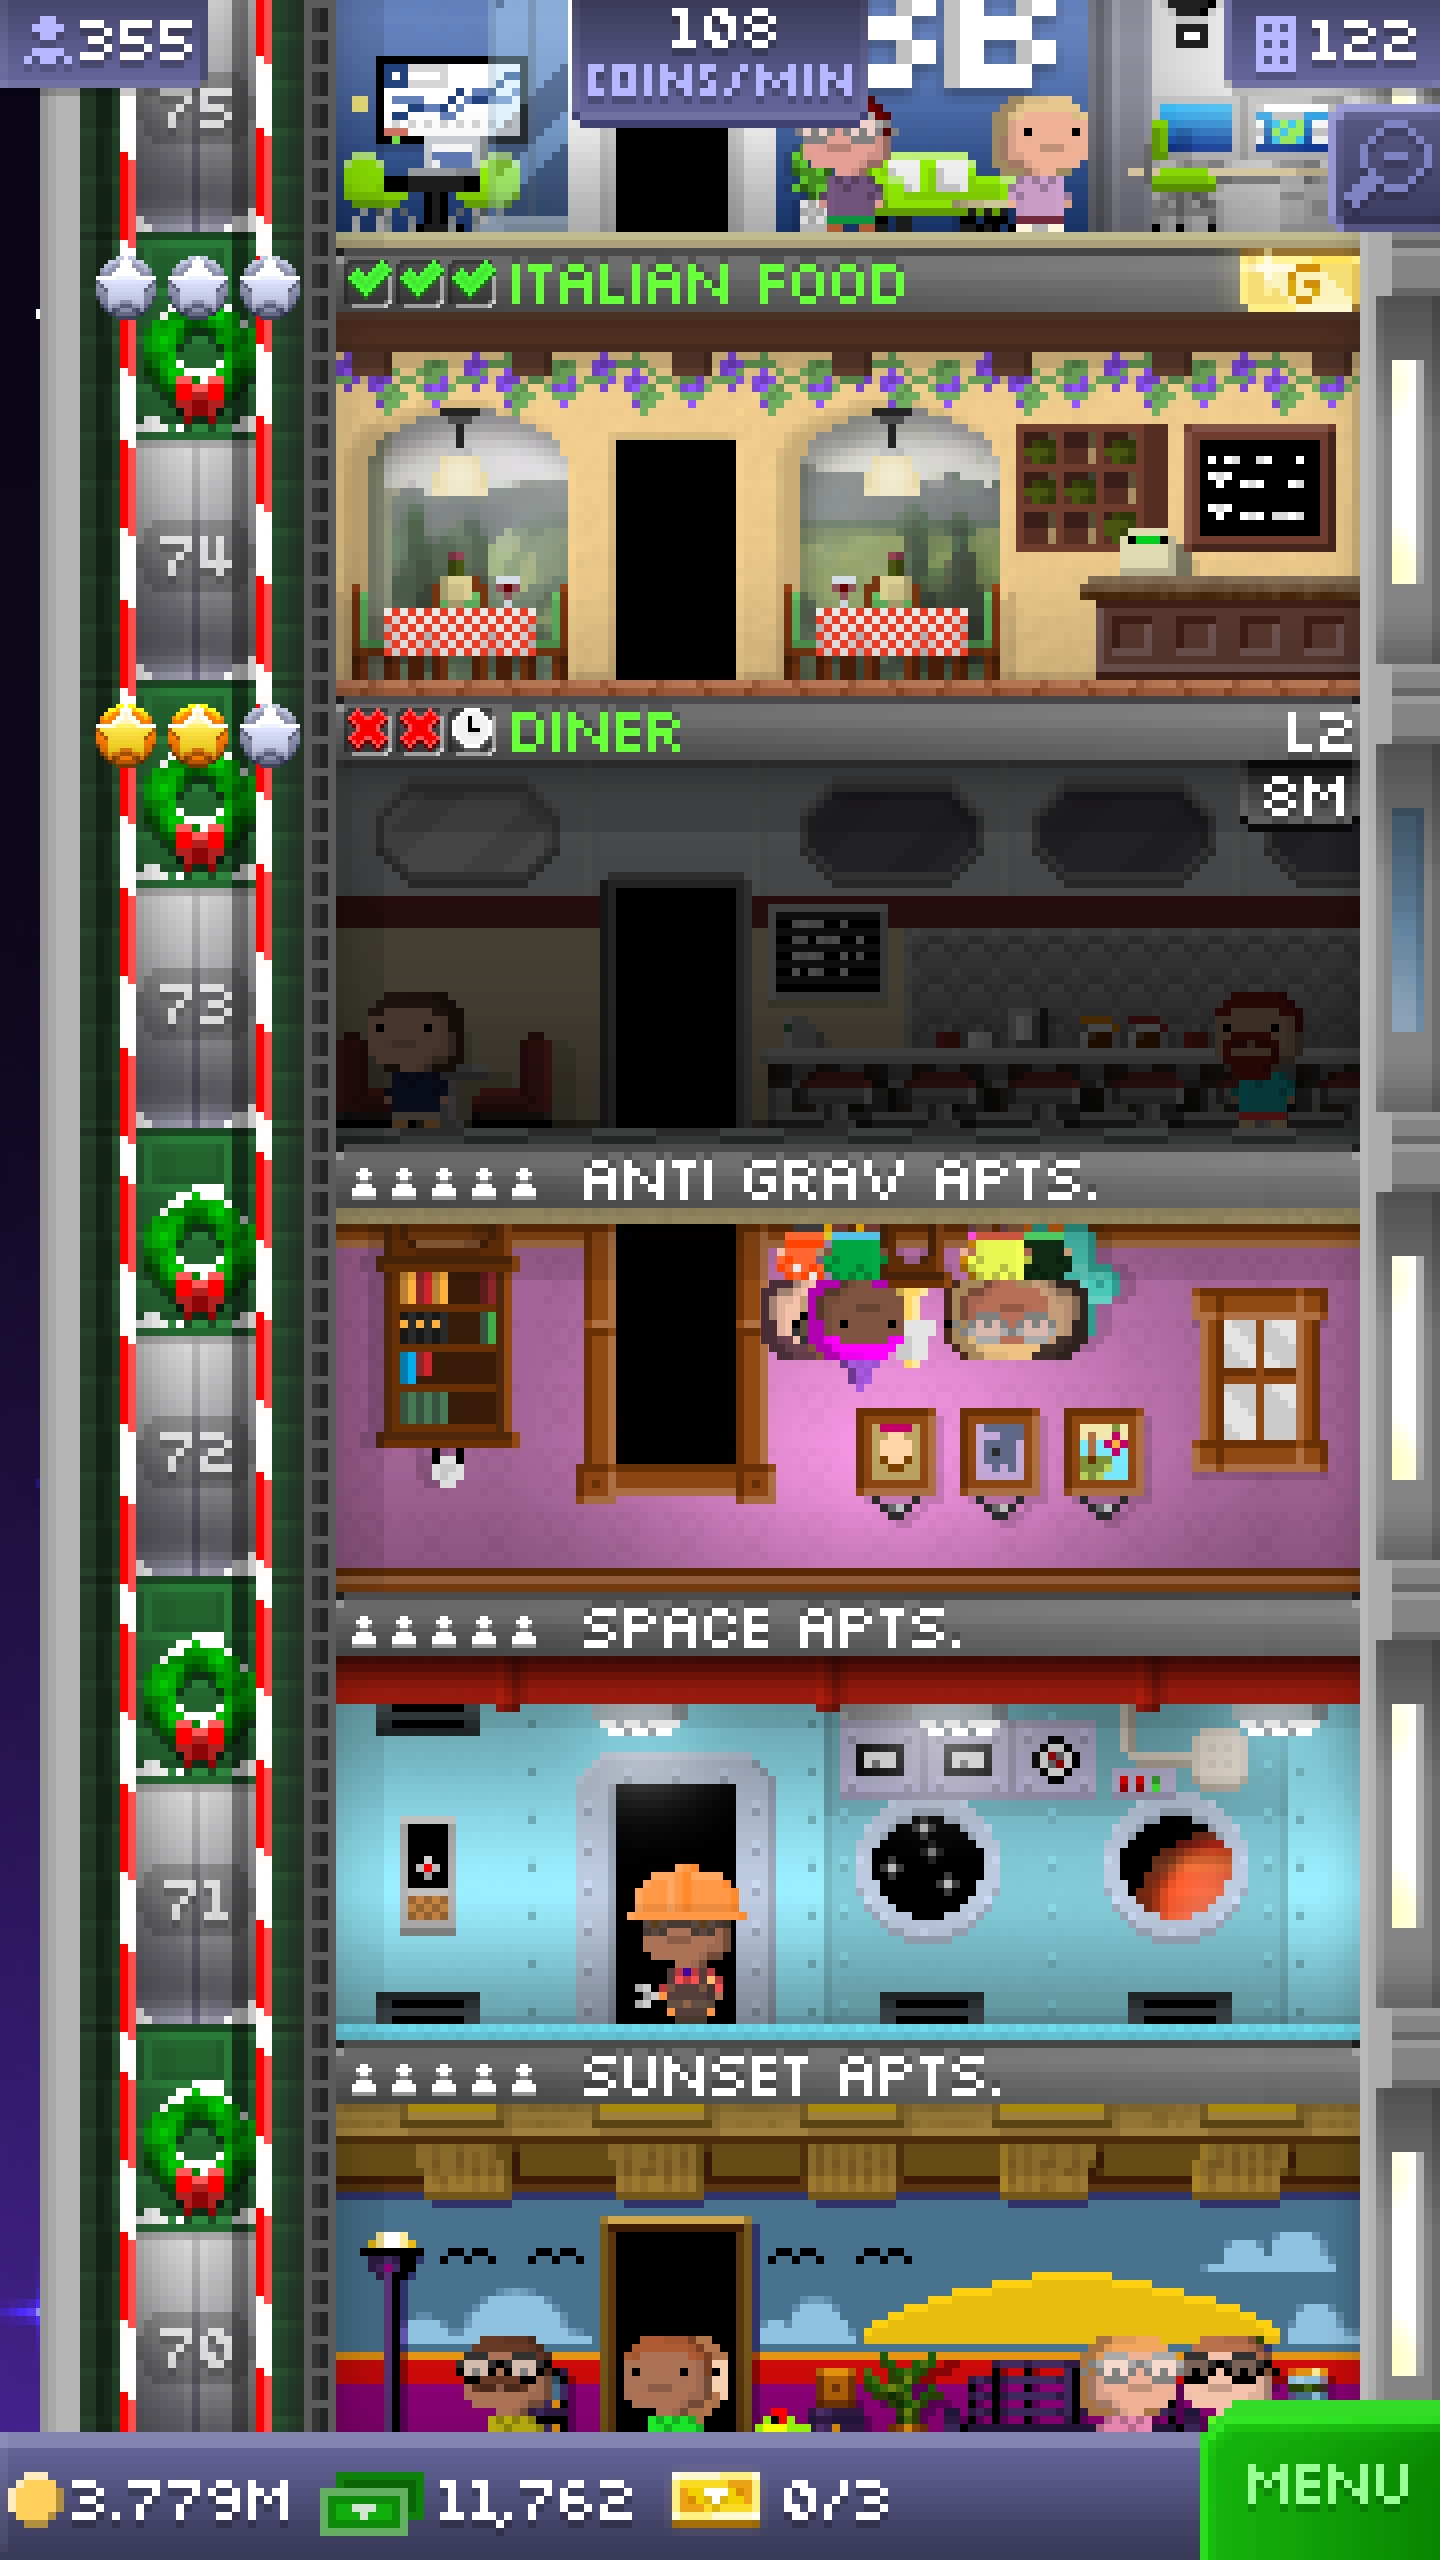 355
108
COINS/MIN
122
75
ITALIAN FOOD
G
74
DINER
L2
8M
73
ANTI GRAV APTS.
72
SPACE APTS.
71
SUNSET APTS.
70
3.779M
11,762
0/3
MENU